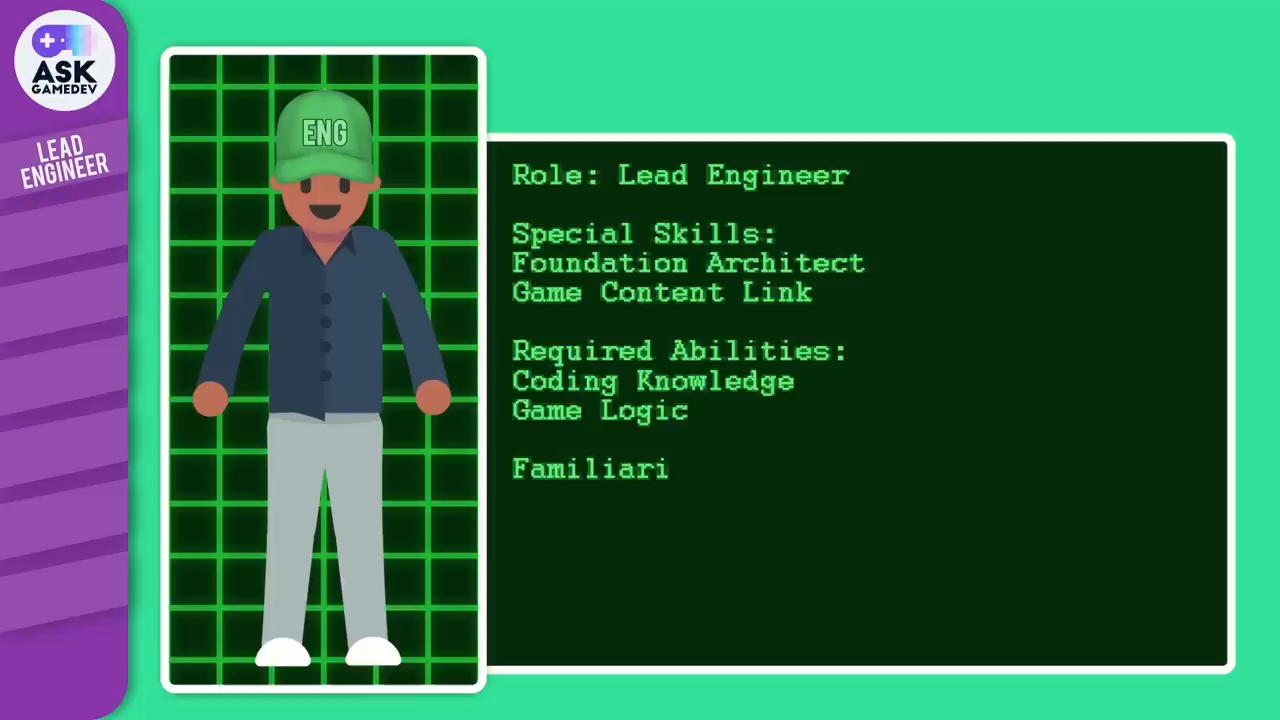 ASK
GAMEDEV
LEAD
ENGINEER
ENG
Role: Lead Engineer
Special Skills:
Foundation Architect
Game Content Link
Required Abilities:
Coding Knowledge
Game Logic
Familiari